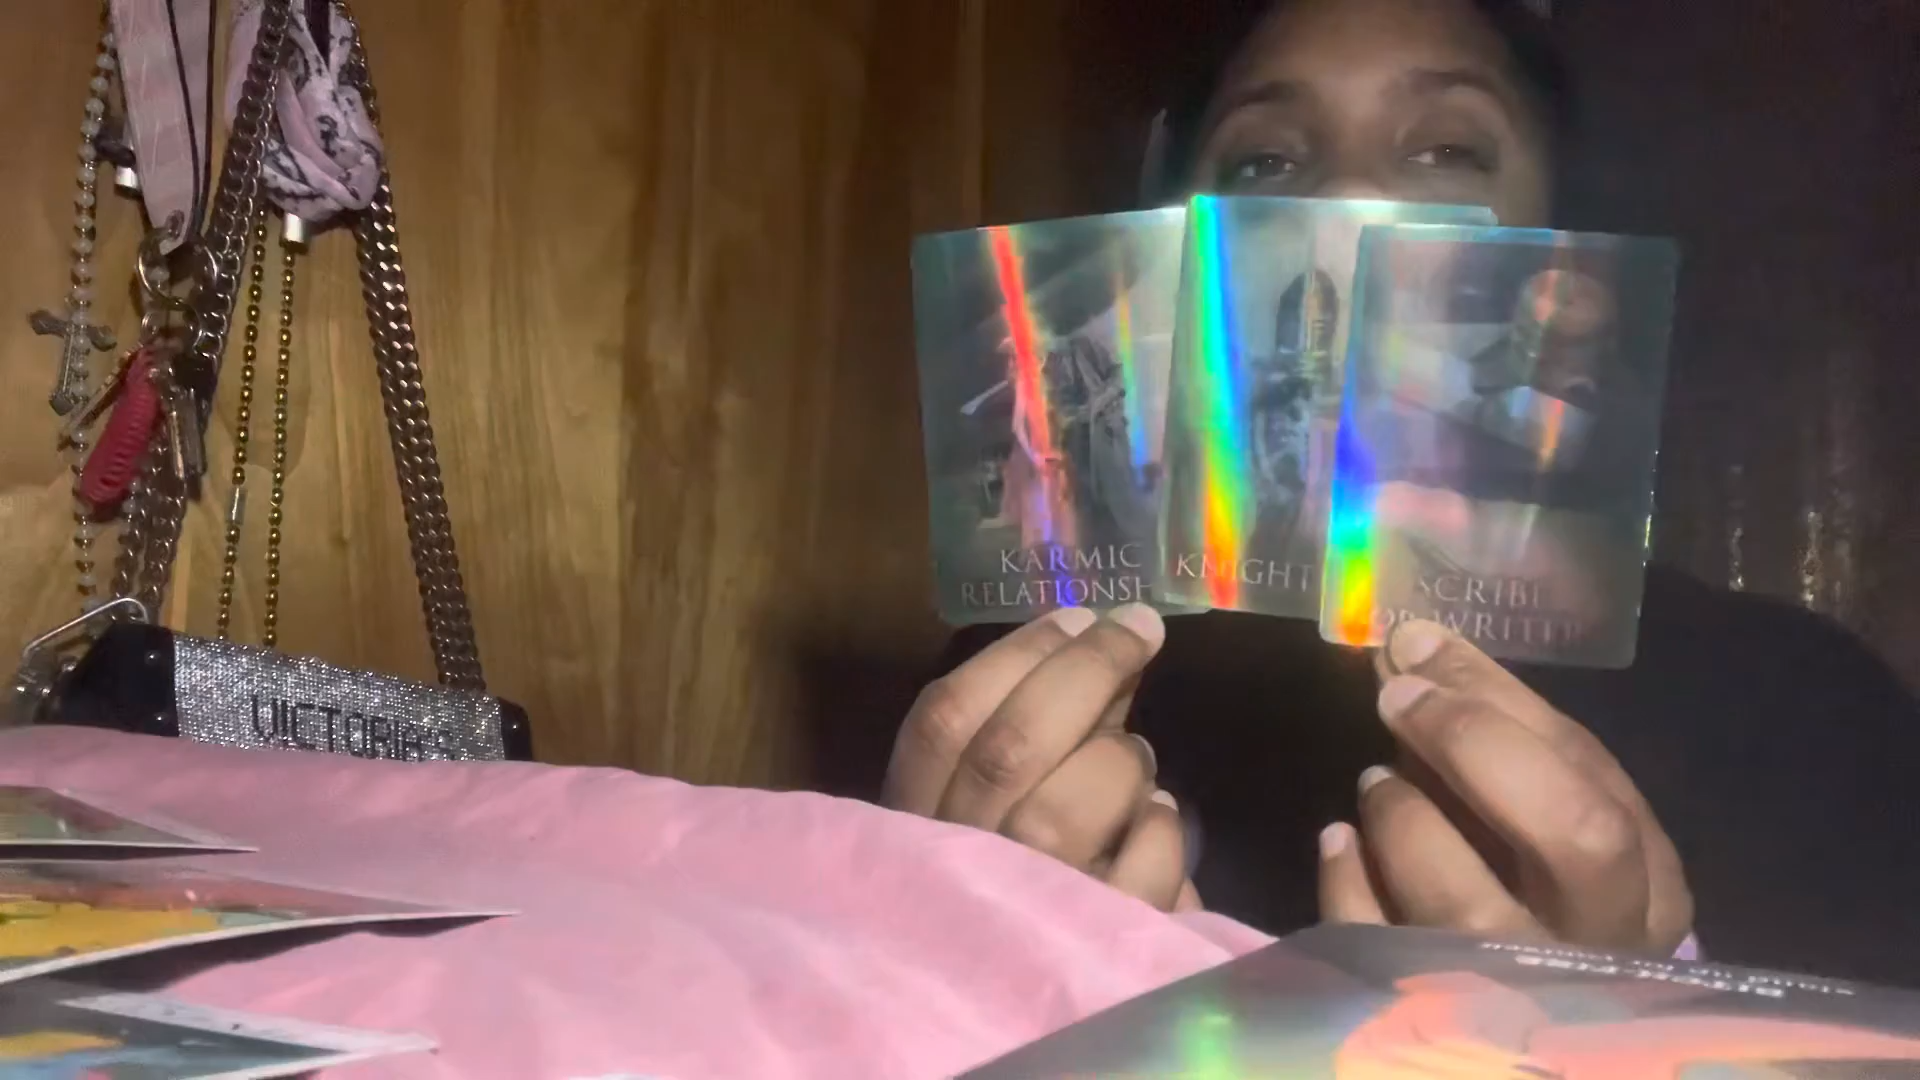 KARMIC
RELATIONSH
KNIGHT
SCRIBE
OR WRITER
VICTORIA'S